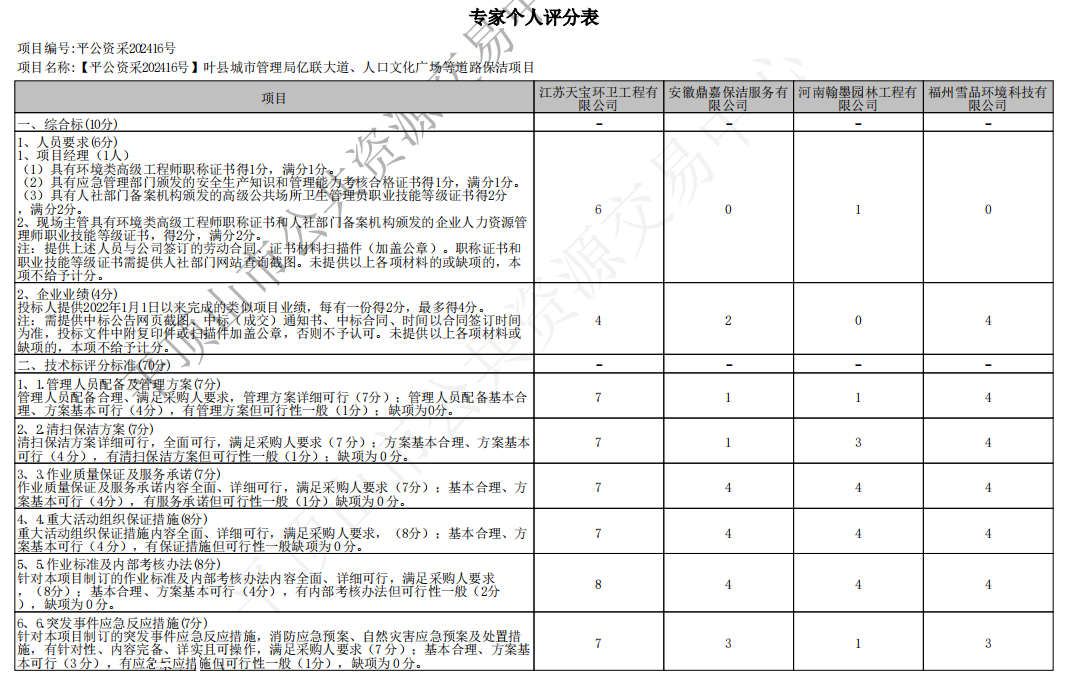 专家个人评分表
项目编号:平公资采202416号
项目名称:【平公资采202416号】叶县城市管理局亿联大道、人口文化广场等道路保洁项目
项目 江苏天宝环卫工程有限公司 安徽鼎嘉保洁服务有限公司 河南翰墨园林工程有限公司 福州雪品环境科技有限公司
一、综合标(10分) - - - -
1、人员要求(6分)
1、项目经理（1人）
（1）具有环境类高级工程师职称证书得1分，满分1分。
（2）具有应急管理部门颁发的安全生产知识和管理能力考核合格证书得1分，满分1分。
（3）具有人社部门备案机构颁发的高级公共场所卫生管理员职业技能等级证书得2分
，满分2分。
2、现场主管具有环境类高级工程师职称证书和人社部门备案机构颁发的企业人力资源管
理师职业技能等级证书，得2分，满分2分。
注：提供上述人员与公司签订的劳动合同、证书材料扫描件（加盖公章）。职称证书和
职业技能等级证书需提供人社部门网站查询截图。未提供以上各项材料的或缺项的，本
项不给予计分。
6 0 1 0
2、企业业绩(4分)
投标人提供2022年1月1日以来完成的类似项目业绩，每有一份得2分，最多得4分。
注：需提供中标公告网页截图、中标（成交）通知书、中标合同、时间以合同签订时间
为准，投标文件中附复印件或扫描件加盖公章，否则不予认可。未提供以上各项材料或
缺项的，本项不给予计分。
4 2 0 4
二、技术标评分标准(70分) - - - -
1、1.管理人员配备及管理方案(7分)
管理人员配备合理、满足采购人要求，管理方案详细可行（7分）；管理人员配备基本合
理、方案基本可行（4分），有管理方案但可行性一般（1分）；缺项为0分。
7 1 1 4
2、2.清扫保洁方案(7分)
清扫保洁方案详细可行，全面可行，满足采购人要求（７分）；方案基本合理、方案基本
可行（４分），有清扫保洁方案但可行性一般（1分）；缺项为０分。
7 1 3 4
3、3.作业质量保证及服务承诺(7分)
作业质量保证及服务承诺内容全面、详细可行，满足采购人要求（7分）；基本合理、方
案基本可行（4分），有服务承诺但可行性一般（1分）缺项为０分。
7 4 4 4
4、4.重大活动组织保证措施(8分)
重大活动组织保证措施内容全面、详细可行，满足采购人要求，（8分）；基本合理、方
案基本可行（４分），有保证措施但可行性一般缺项为０分。
7 4 4 4
5、5.作业标准及内部考核办法(8分)
针对本项目制订的作业标准及内部考核办法内容全面、详细可行，满足采购人要求
，（8分）；基本合理、方案基本可行（4分），有内部考核办法但可行性一般（2分
），缺项为０分。
8 4 4 4
6、6.突发事件应急反应措施(7分)
针对本项目制订的突发事件应急反应措施，消防应急预案、自然灾害应急预案及处置措
施，有针对性、内容完备、详实且可操作，满足采购人要求（７分）；基本合理、方案基
本可行（３分），有应急反应措施但可行性一般（1分），缺项为０分。
7 3 1 3
平顶山市公共资源交易中心